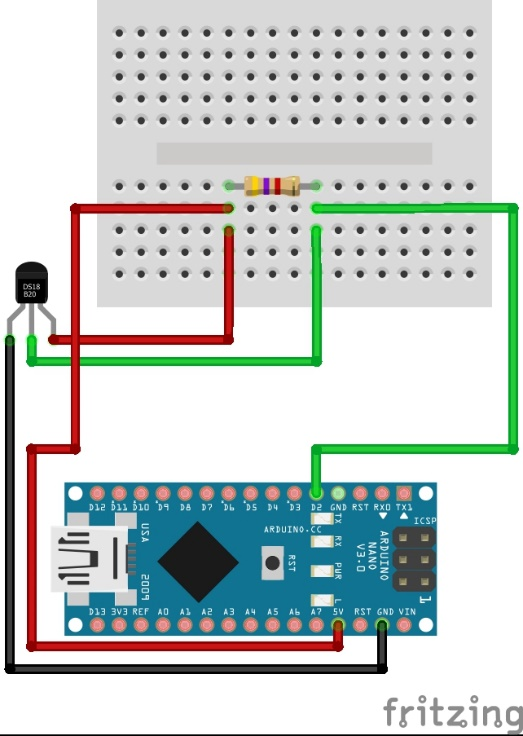 DS18
B20
D12 D11 D10 D9 D8 D7 D6 D5 D4 D3 D2 GND RST RX0 TX1
TX
RX
PWR
L
ARDUINO.CC
RST
ARDUINO
NANO
V3.0
ICSP
1
USA
2009
D13 3V3 REF A0 A1 A2 A3 A4 A5 A6 A7 5V RST GND VIN
fritzing